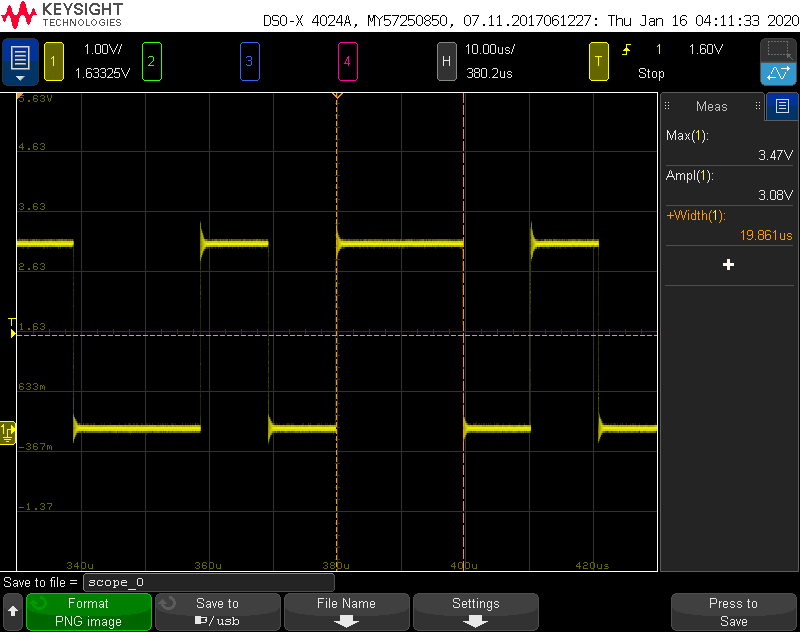 KEYSIGHT
TECHNOLOGIES
DSO-X 4024A, MY57250850, 07.11.2017061227: Thu Jan 16 04:11:33 2020
1 1.00V/ 2 3 4 H 10.00us/ T 1 1.60V
1.63325V 380.2us Stop
5.63V
4.63
3.63
2.63
T
1.63
633m
1
-367m
-1.37
340u 360u 380u 400u 420us
Meas
Max(1):
3.47V
Ampl(1):
3.08V
+Width(1):
19.861us
+
Save to file = scope_0
Format
PNG image
Save to
/usb
File Name
Settings
Press to
Save